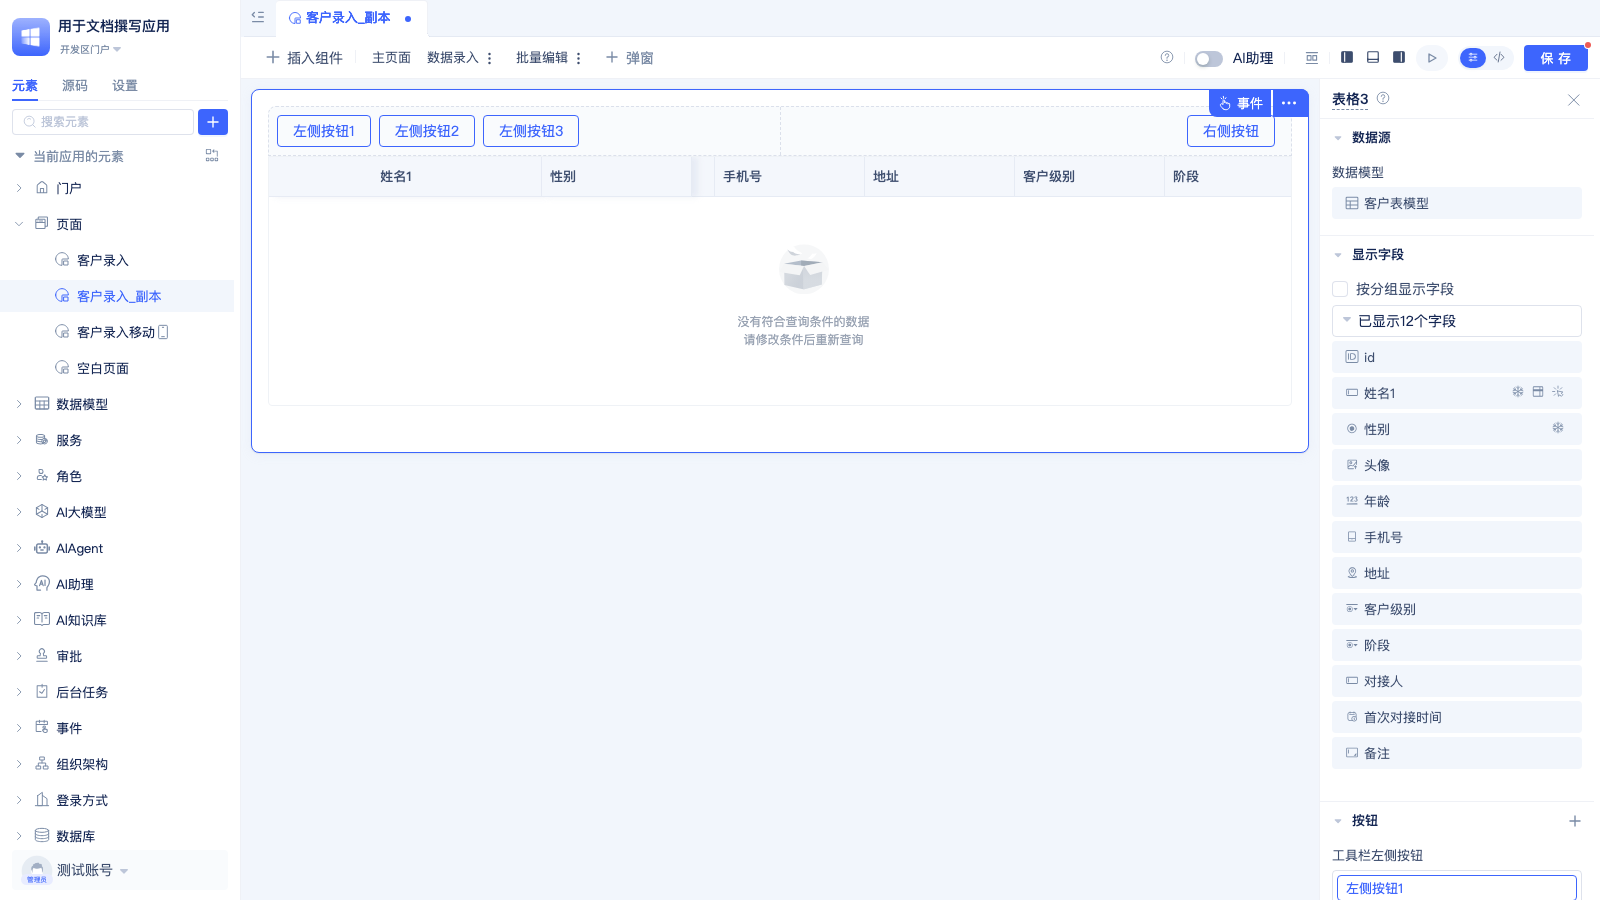 用于文档撰写应用
开发区门户
元素 源码 设置
搜索元素
当前应用的元素
门户
页面
客户录入
客户录入_副本
客户录入移动
空白页面
数据模型
服务
角色
AI大模型
AIAgent
AI助理
AI知识库
审批
后台任务
事件
组织架构
登录方式
数据库
测试账号
管理员
客户录入_副本
插入组件 主页面 数据录入 批量编辑 弹窗
AI助理
保存
事件
左侧按钮1 左侧按钮2 左侧按钮3 右侧按钮
姓名1 性别 手机号 地址 客户级别 阶段
没有符合查询条件的数据
请修改条件后重新查询
表格3
数据源
数据模型
客户表模型
显示字段
按分组显示字段
已显示12个字段
id
姓名1
性别
头像
123 年龄
手机号
地址
客户级别
阶段
对接人
首次对接时间
备注
按钮
工具栏左侧按钮
左侧按钮1